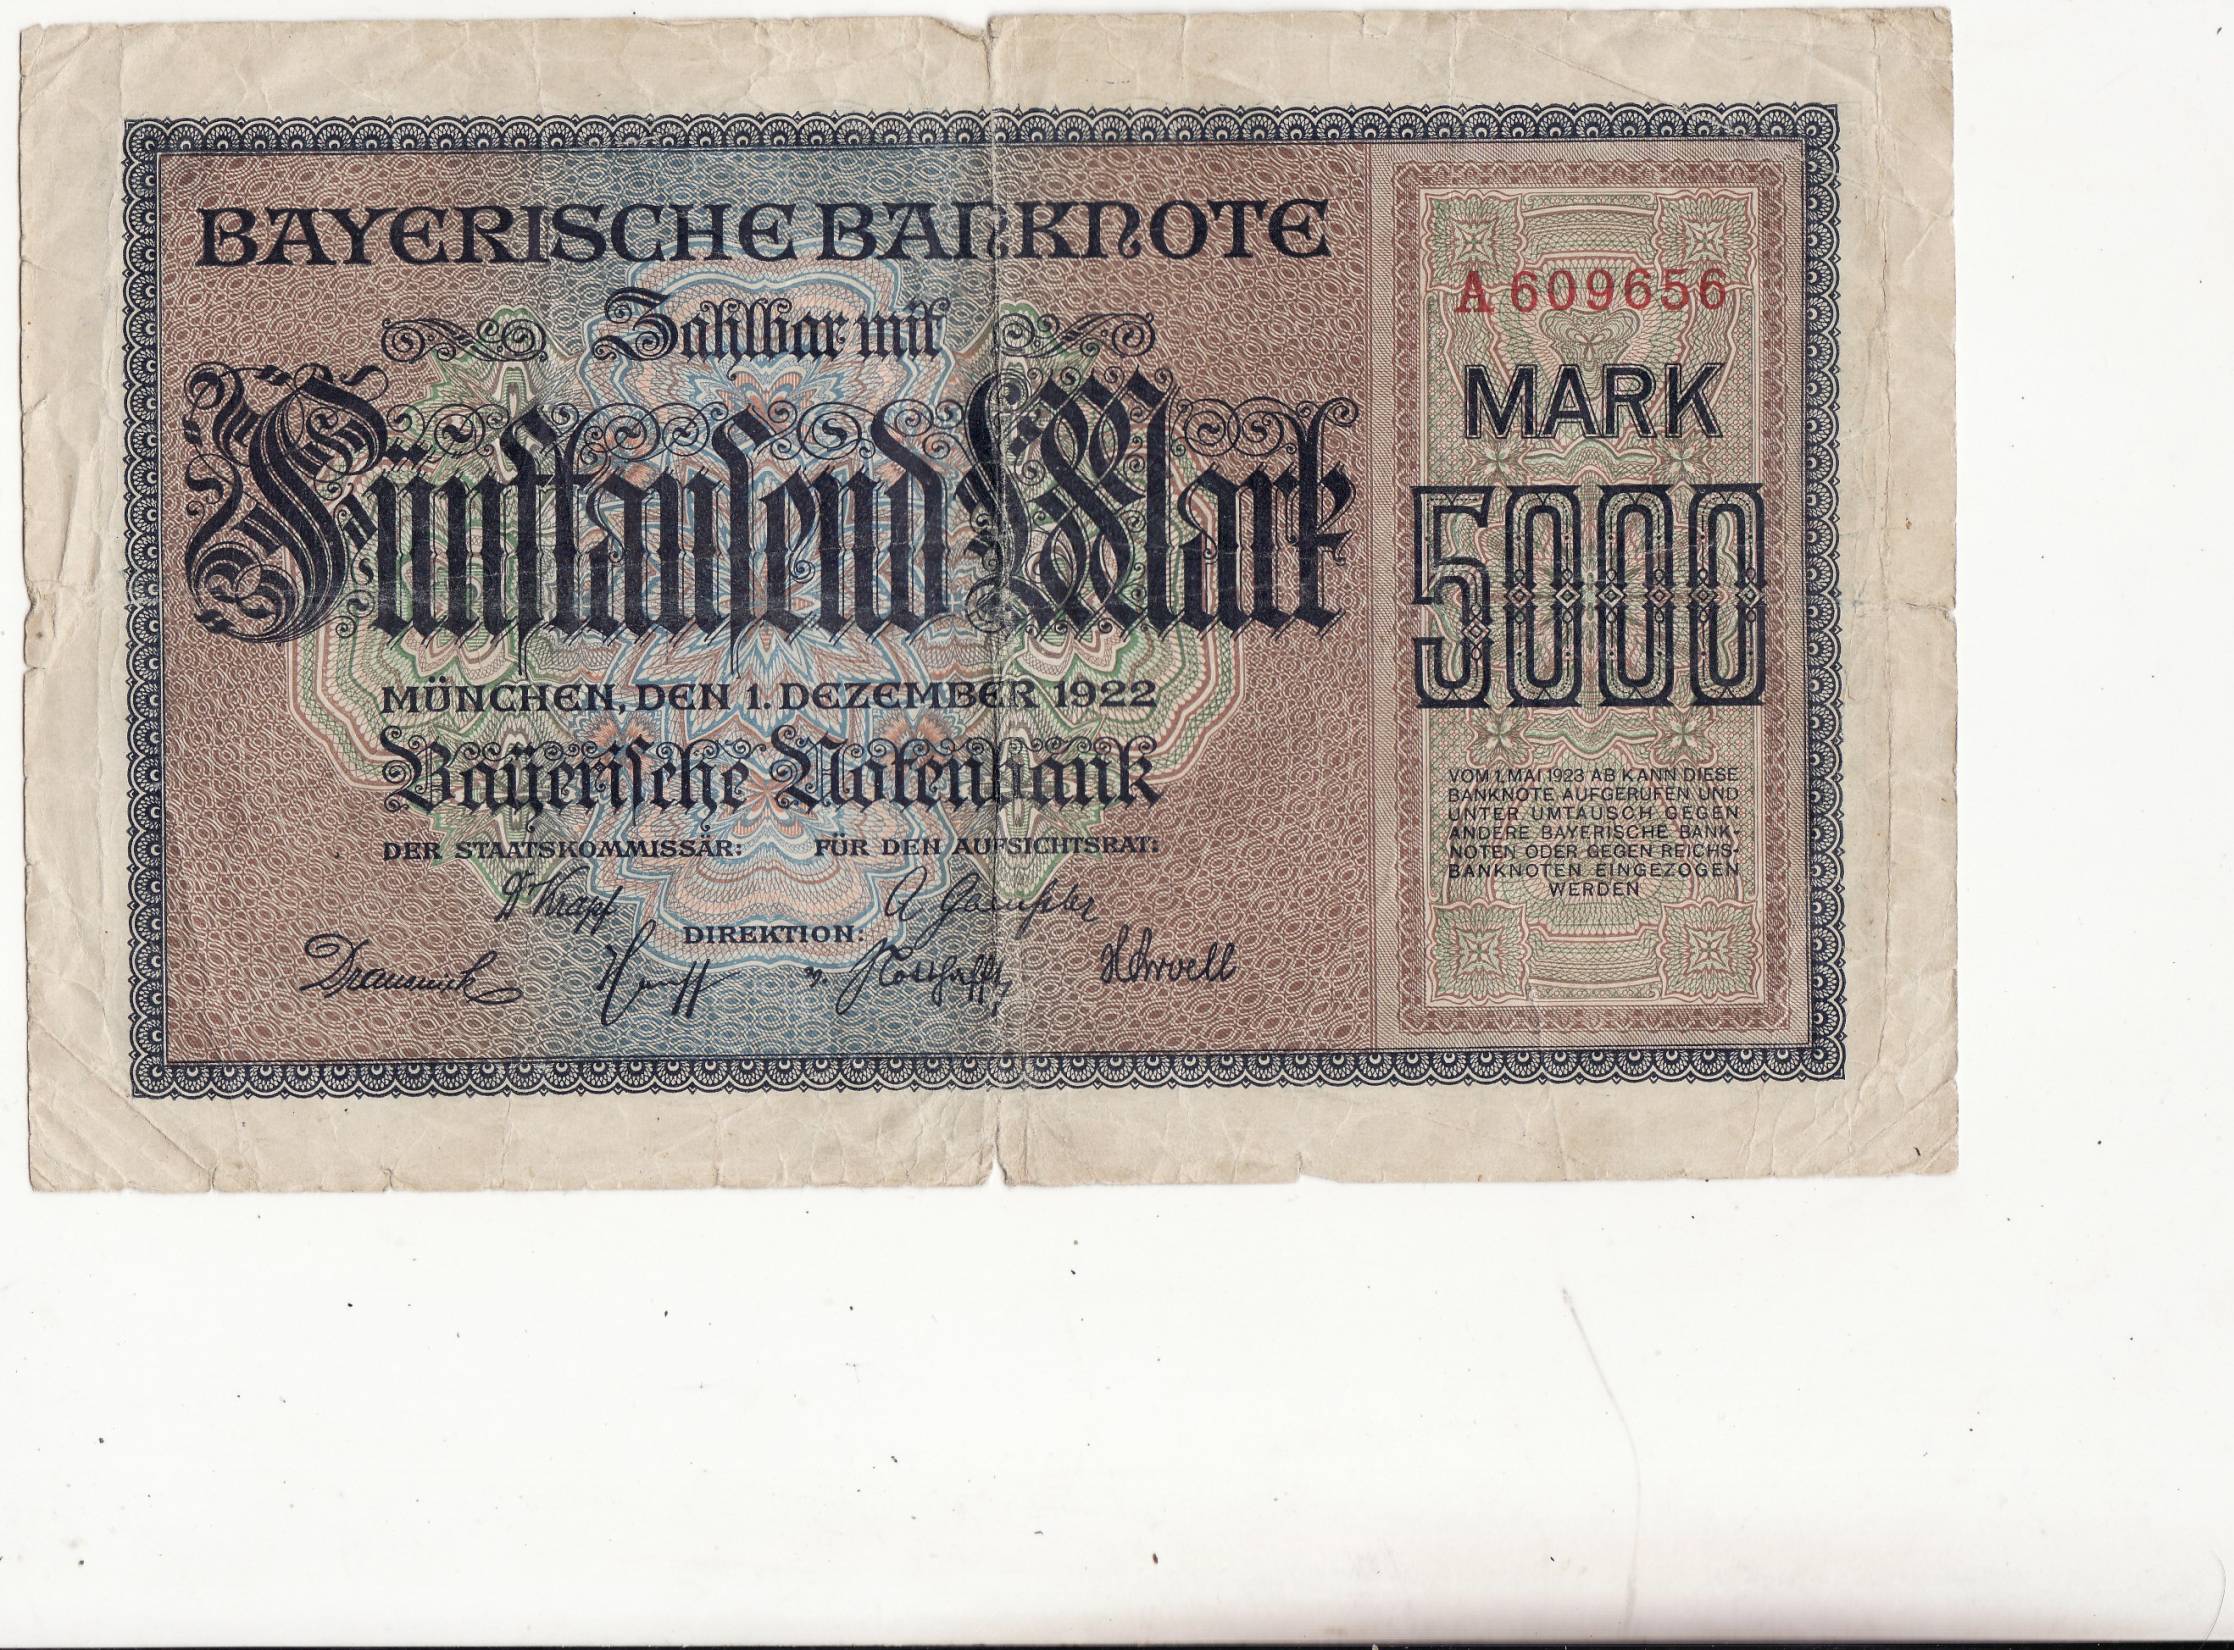 BAYERISCHE BANKNOTE
Zahlbar mit
Fünftausend Mark
MÜNCHEN, DEN 1. DEZEMBER 1922
Bayerische Notenbank
DER STAATSKOMMISSÄR: FÜR DEN AUFSICHTSRAT:
Dr Krapf
DIREKTION:
A 609656
MARK
5000
VOM 1. MAI 1923 AB KANN DIESE
BANKNOTE AUFGERUFEN UND
UNTER UMTAUSCH GEGEN
ANDERE BAYERISCHE BANK-
NOTEN ODER GEGEN REICHS-
BANKNOTEN EINGEZOGEN
WERDEN